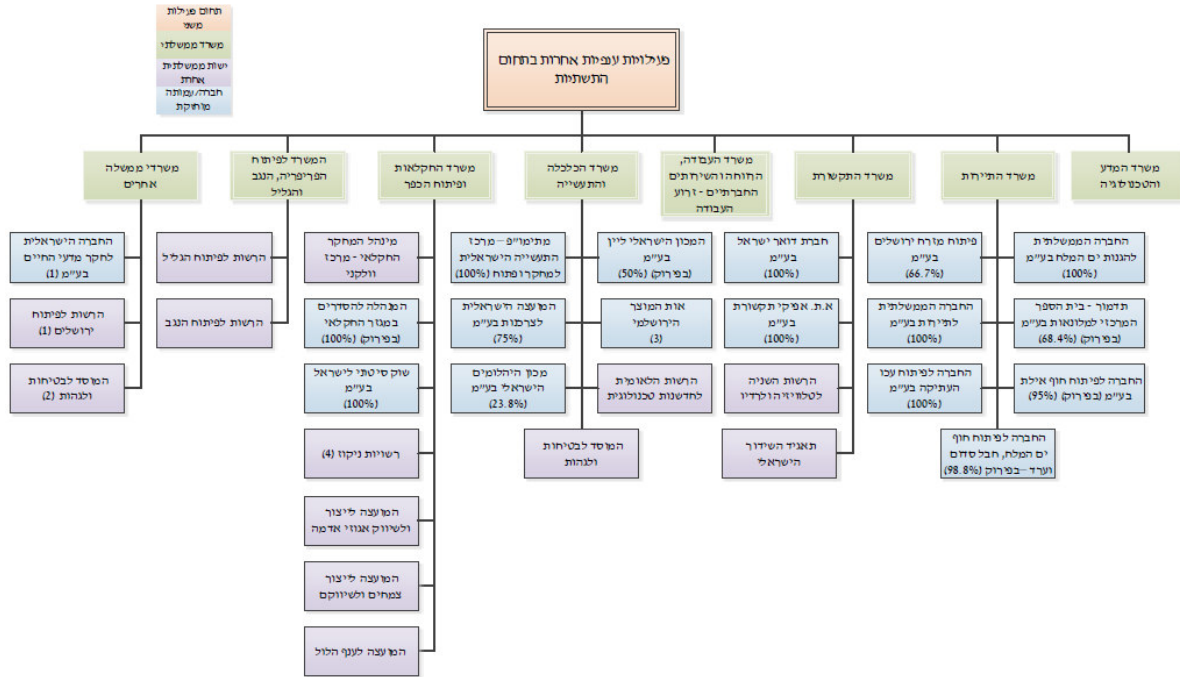 תחום פעילות
משני
משרד ממשלתי
ישות ממשלתית
אחרת
חברה/עמותה
מוחזקת
פעילויות ענפיות אחרות בתחום
התשתיות
משרד המדע
והטכנולוגיה
משרד התיירות
משרד התקשורת
משרד העבודה,
הרווחה והשירותים
החברתיים - זרוע
העבודה
משרד הכלכלה
והתעשייה
משרד החקלאות
ופיתוח הכפר
המשרד לפיתוח
הפריפריה, הנגב
והגליל
משרדי ממשלה
אחרים
החברה הממשלתית
להגנות ים המלח בע"מ
(100%)
תדמור - בית הספר
המרכזי למלונאות בע"מ
(בפירוק) (68.4%)
החברה לפיתוח חוף אילת
בע"מ (בפירוק) (95%)
פיתוח מזרח ירושלים
בע"מ
(66.7%)
החברה הממשלתית
לתיירות בע"מ
(100%)
החברה לפיתוח עכו
העתיקה בע"מ
(100%)
החברה לפיתוח חוף
ים המלח, חבל סדום
וערד –בפירוק (98.8%)
חברת דואר ישראל
בע"מ
(100%)
א.ת. אפיקי תקשורת
בע"מ
(100%)
הרשות השניה
לטלוויזיה ולרדיו
תאגיד השידור
הישראלי
המכון הישראלי ליין
בע"מ
(בפירוק) (50%)
אות המוצר
הירושלמי
(3)
הרשות הלאומית
לחדשנות טכנולוגית
מתימו"פ – מרכז
התעשייה הישראלית
למחקר ופתוח (100%)
המועצה הישראלית
לצרכנות בע"מ
(75%)
מכון היהלומים
הישראלי בע"מ
(23.8%)
המוסד לבטיחות
ולגהות
מינהל המחקר
החקלאי - מרכז
וולקני
המנהלה להסדרים
במגזר החקלאי
(בפירוק) (100%)
שוק סיטוני לישראל
בע"מ
(100%)
רשויות ניקוז (4)
המועצה לייצור
ולשיווק אגוזי אדמה
המועצה לייצור
צמחים ולשיווקם
המועצה לענף הלול
הרשות לפיתוח הגליל
הרשות לפיתוח הנגב
החברה הישראלית
לחקר מדעי החיים
בע"מ (1)
הרשות לפיתוח
ירושלים (1)
המוסד לבטיחות
ולגהות (2)